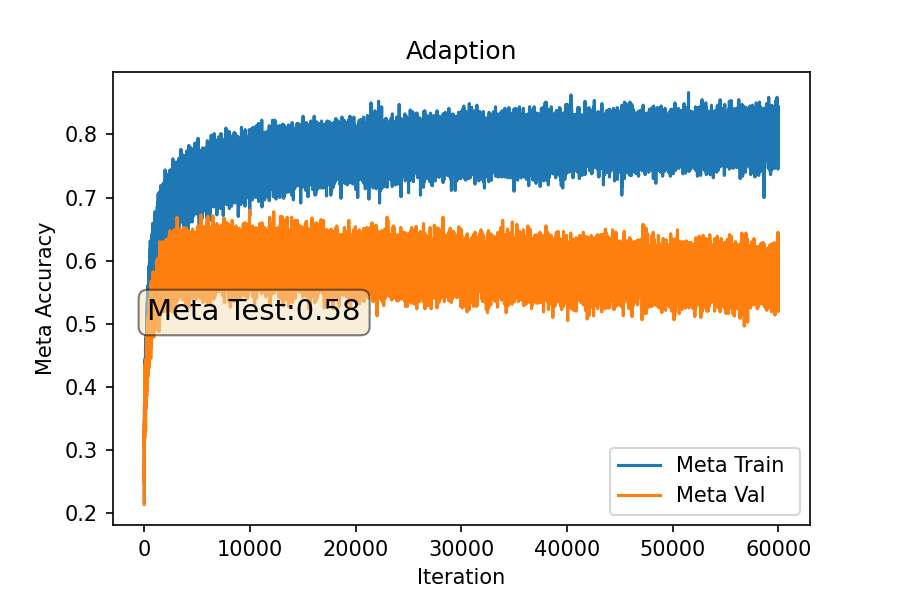 Adaption
Meta Accuracy
0.8
0.7
0.6
0.5
0.4
0.3
0.2
Meta Test:0.58
Meta Train
Meta Val
0 10000 20000 30000 40000 50000 60000
Iteration